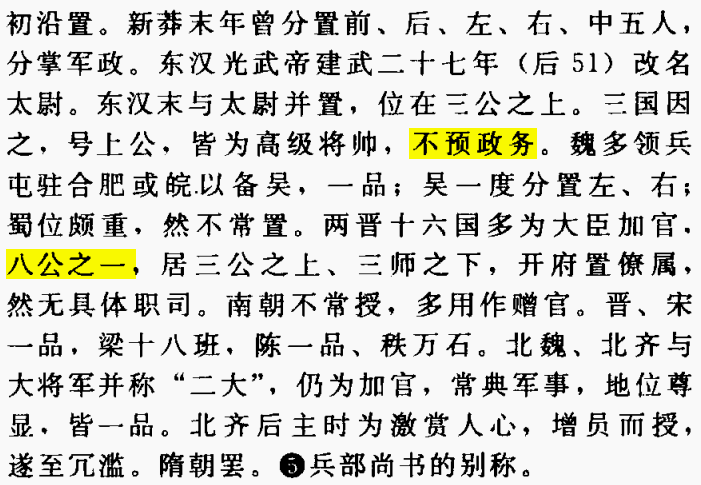 初沿置。新莽末年曾分置前、后、左、右、中五人，
分掌军政。东汉光武帝建武二十七年（后51）改名
太尉。东汉末与太尉并置，位在三公之上。三国因
之，号上公，皆为高级将帅，不预政务。魏多领兵
屯驻合肥或皖以备吴，一品；吴一度分置左、右；
蜀位颇重，然不常置。两晋十六国多为大臣加官，
八公之一，居三公之上、三师之下，开府置僚属，
然无具体职司。南朝不常授，多用作赠官。晋、宋
一品，梁十八班，陈一品、秩万石。北魏、北齐与
大将军并称“二大”，仍为加官，常典军事，地位尊
显，皆一品。北齐后主时为激赏人心，增员而授，
遂至冗滥。隋朝罢。❺兵部尚书的别称。